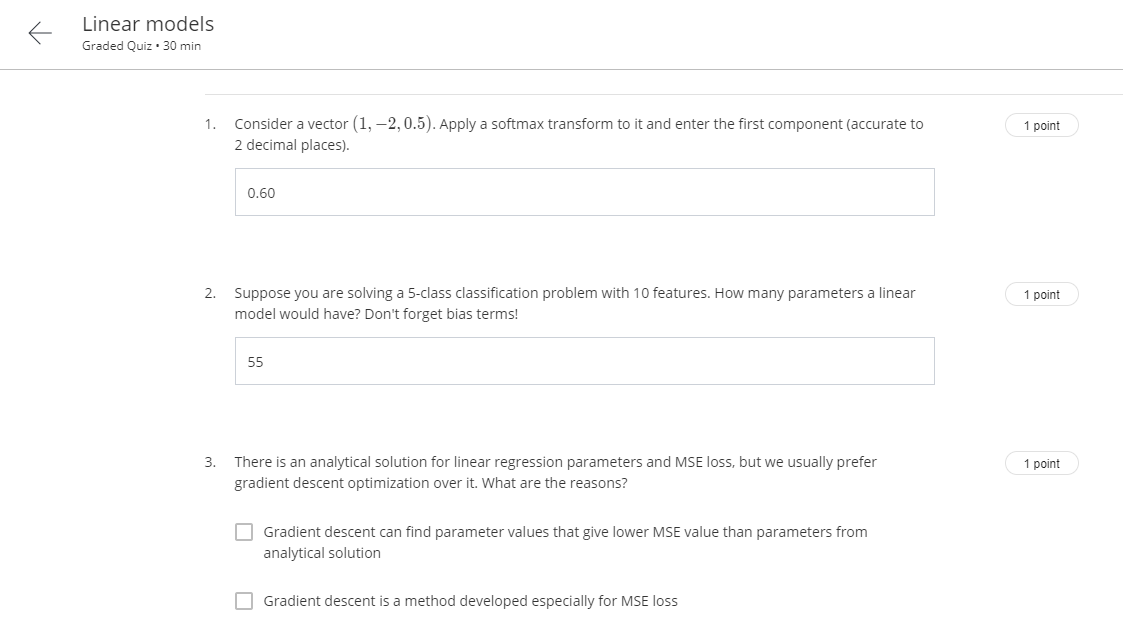 Linear models
Graded Quiz • 30 min
1. Consider a vector (1, −2, 0.5). Apply a softmax transform to it and enter the first component (accurate to
2 decimal places).
1 point
0.60
2. Suppose you are solving a 5-class classification problem with 10 features. How many parameters a linear
model would have? Don't forget bias terms!
1 point
55
3. There is an analytical solution for linear regression parameters and MSE loss, but we usually prefer
gradient descent optimization over it. What are the reasons?
1 point
Gradient descent can find parameter values that give lower MSE value than parameters from
analytical solution
Gradient descent is a method developed especially for MSE loss